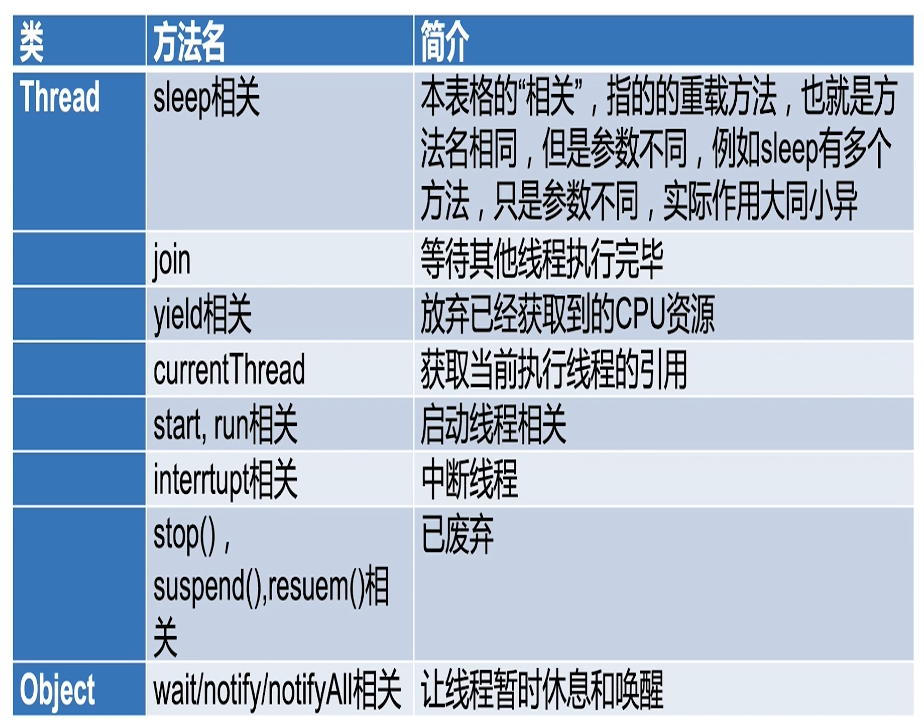 类 方法名 简介
Thread sleep相关 本表格的“相关”，指的的重载方法，也就是方
法名相同，但是参数不同，例如sleep有多个
方法，只是参数不同，实际作用大同小异
join 等待其他线程执行完毕
yield相关 放弃已经获取到的CPU资源
currentThread 获取当前执行线程的引用
start, run相关 启动线程相关
interrtupt相关 中断线程
stop()， 已废弃
suspend(),resuem()相
关
Object wait/notify/notifyAll相关 让线程暂时休息和唤醒